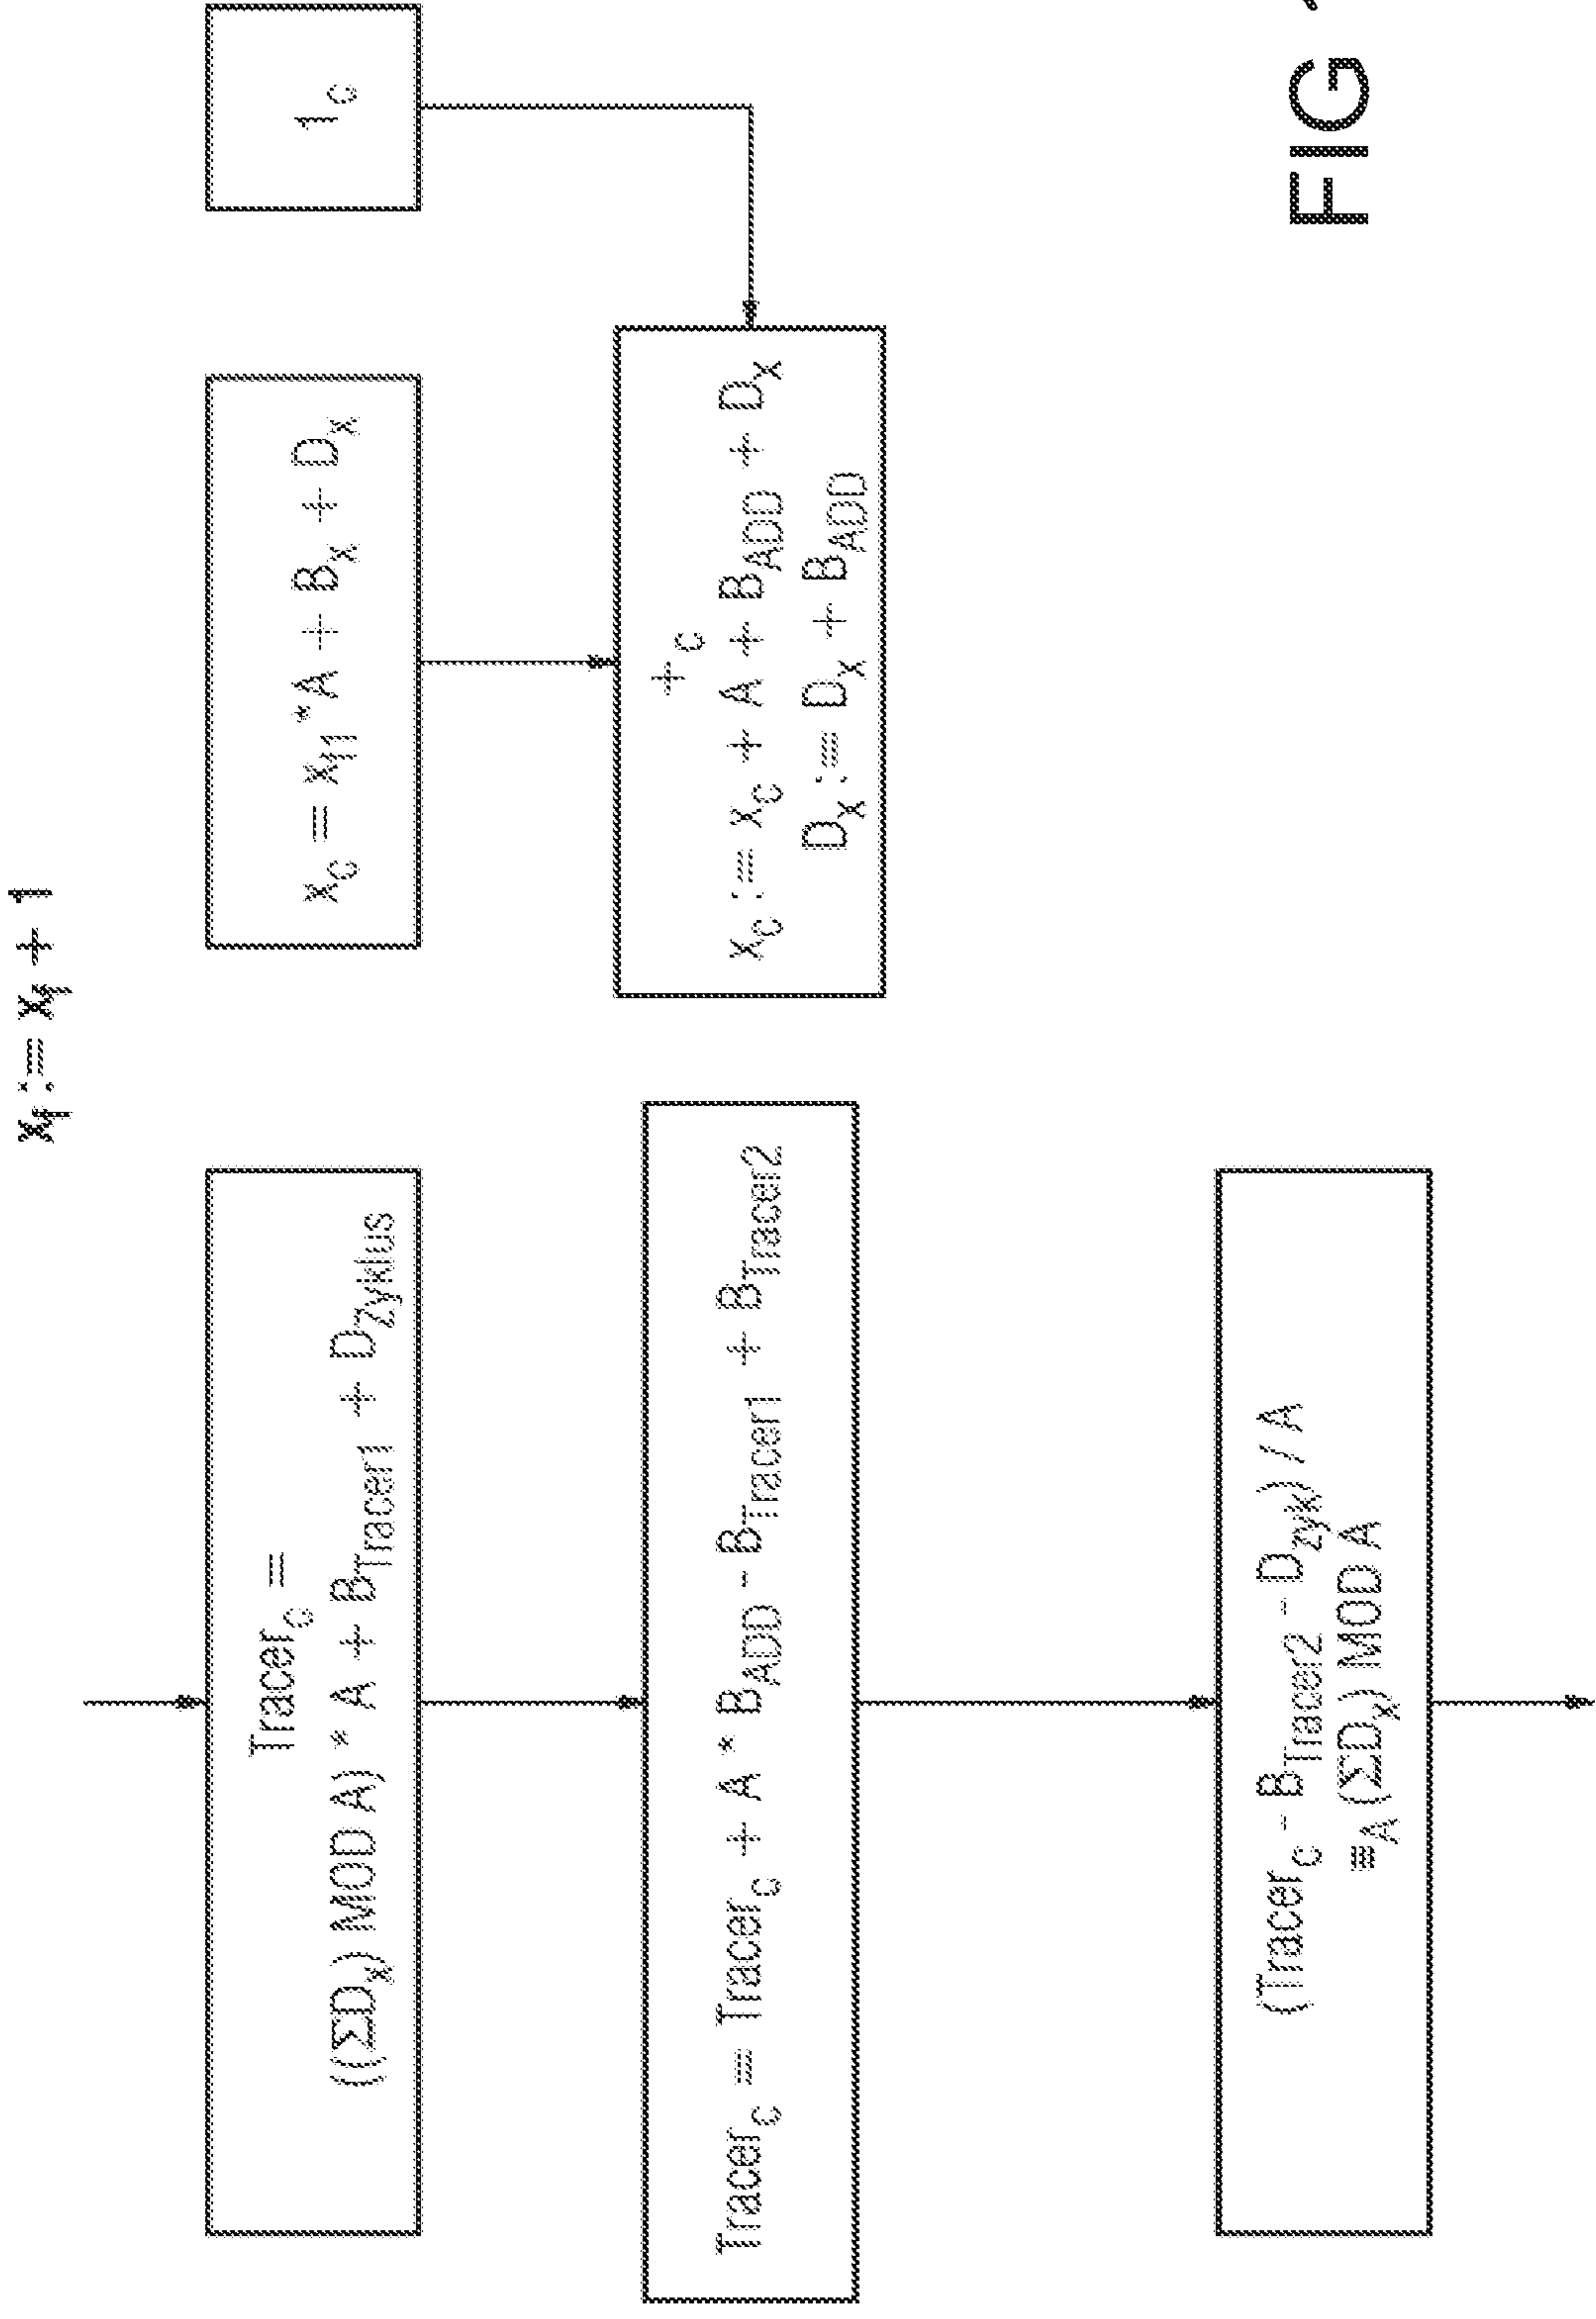 x_f := x_f + 1
Tracer_c =
((ΣD_x) MOD A) * A + B_Tracer1 + D_Zyklus
x_c = x_f1 * A + B_x + D_x
1_c
Tracer_c = Tracer_c + A * B_ADD - B_Tracer1 + B_Tracer2
+_c
x_c := x_c + A + B_ADD + D_x
D_x := D_x + B_ADD
(Tracer_c - B_Tracer2 - D_zyk) / A
≡_A (ΣD_x) MOD A
FIG